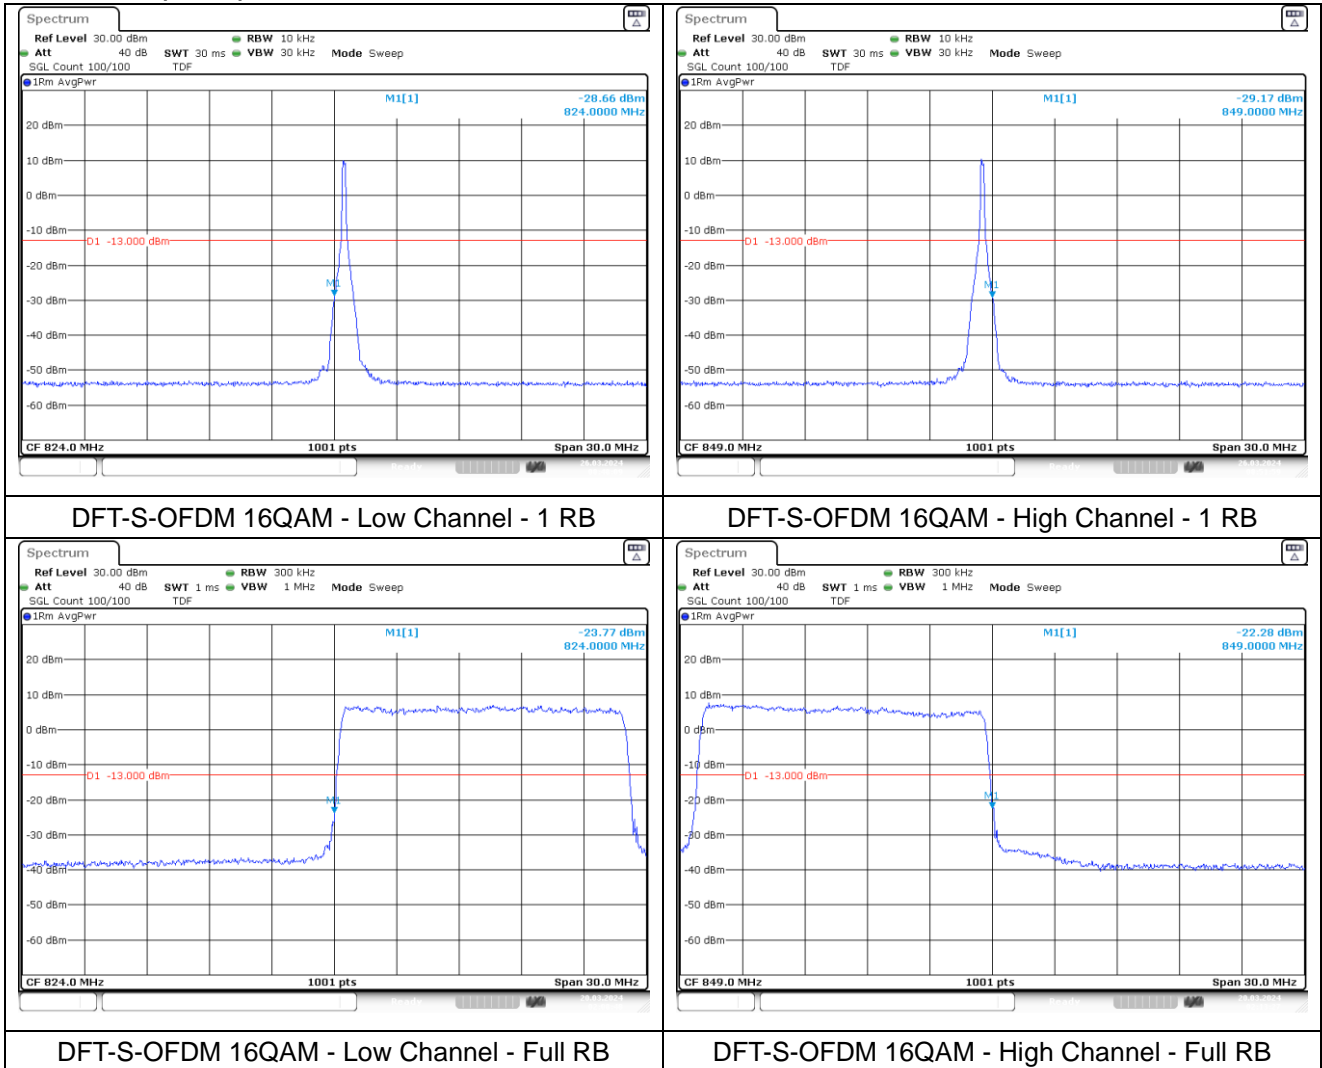 Spectrum
Ref Level 30.00 dBm RBW 10 kHz
Att 40 dB SWT 30 ms VBW 30 kHz Mode Sweep
SGL Count 100/100 TDF
1Rm AvgPwr
M1[1] -28.66 dBm
824.0000 MHz
20 dBm
10 dBm
0 dBm
-10 dBm
D1 -13.000 dBm
-20 dBm
M1
-30 dBm
-40 dBm
-50 dBm
-60 dBm
CF 824.0 MHz 1001 pts Span 30.0 MHz
Spectrum
Ref Level 30.00 dBm RBW 10 kHz
Att 40 dB SWT 30 ms VBW 30 kHz Mode Sweep
SGL Count 100/100 TDF
1Rm AvgPwr
M1[1] -29.17 dBm
849.0000 MHz
20 dBm
10 dBm
0 dBm
-10 dBm
D1 -13.000 dBm
-20 dBm
M1
-30 dBm
-40 dBm
-50 dBm
-60 dBm
CF 849.0 MHz 1001 pts Span 30.0 MHz
DFT-S-OFDM 16QAM - Low Channel - 1 RB
DFT-S-OFDM 16QAM - High Channel - 1 RB
Spectrum
Ref Level 30.00 dBm RBW 300 kHz
Att 40 dB SWT 1 ms VBW 1 MHz Mode Sweep
SGL Count 100/100 TDF
1Rm AvgPwr
M1[1] -23.77 dBm
824.0000 MHz
20 dBm
10 dBm
0 dBm
-10 dBm
D1 -13.000 dBm
-20 dBm
M1
-30 dBm
-40 dBm
-50 dBm
-60 dBm
CF 824.0 MHz 1001 pts Span 30.0 MHz
Spectrum
Ref Level 30.00 dBm RBW 300 kHz
Att 40 dB SWT 1 ms VBW 1 MHz Mode Sweep
SGL Count 100/100 TDF
1Rm AvgPwr
M1[1] -22.28 dBm
849.0000 MHz
20 dBm
10 dBm
0 dBm
-10 dBm
D1 -13.000 dBm
-20 dBm
M1
-30 dBm
-40 dBm
-50 dBm
-60 dBm
CF 849.0 MHz 1001 pts Span 30.0 MHz
DFT-S-OFDM 16QAM - Low Channel - Full RB
DFT-S-OFDM 16QAM - High Channel - Full RB